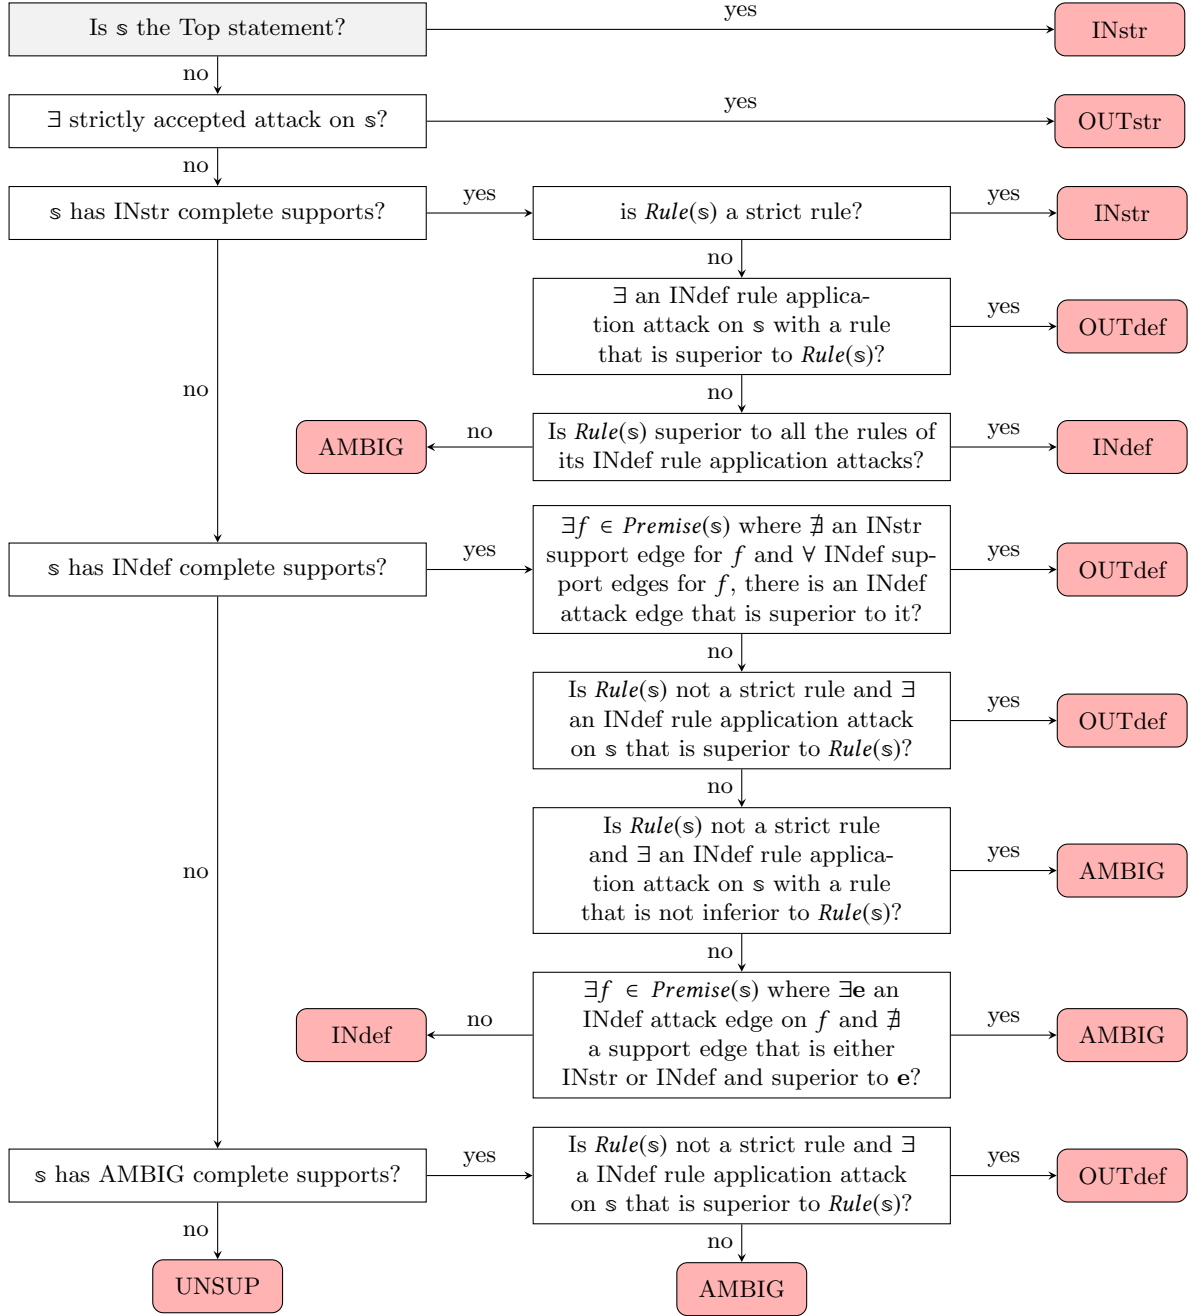 Is 𝕤 the Top statement?
yes
INstr
no
∃ strictly accepted attack on 𝕤?
yes
OUTstr
no
𝕤 has INstr complete supports?
yes
is Rule(𝕤) a strict rule?
yes
INstr
no
∃ an INdef rule applica-
tion attack on 𝕤 with a rule
that is superior to Rule(𝕤)?
yes
OUTdef
no
no
AMBIG
no
Is Rule(𝕤) superior to all the rules of
its INdef rule application attacks?
yes
INdef
𝕤 has INdef complete supports?
yes
∃f ∈ Premise(𝕤) where ∄ an INstr
support edge for f and ∀ INdef sup-
port edges for f, there is an INdef
attack edge that is superior to it?
yes
OUTdef
no
Is Rule(𝕤) not a strict rule and ∃
an INdef rule application attack
on 𝕤 that is superior to Rule(𝕤)?
yes
OUTdef
no
no
Is Rule(𝕤) not a strict rule
and ∃ an INdef rule applica-
tion attack on 𝕤 with a rule
that is not inferior to Rule(𝕤)?
yes
AMBIG
no
INdef
no
∃f ∈ Premise(𝕤) where ∃e an
INdef attack edge on f and ∄
a support edge that is either
INstr or INdef and superior to e?
yes
AMBIG
𝕤 has AMBIG complete supports?
yes
Is Rule(𝕤) not a strict rule and ∃
a INdef rule application attack
on 𝕤 that is superior to Rule(𝕤)?
yes
OUTdef
no
UNSUP
no
AMBIG